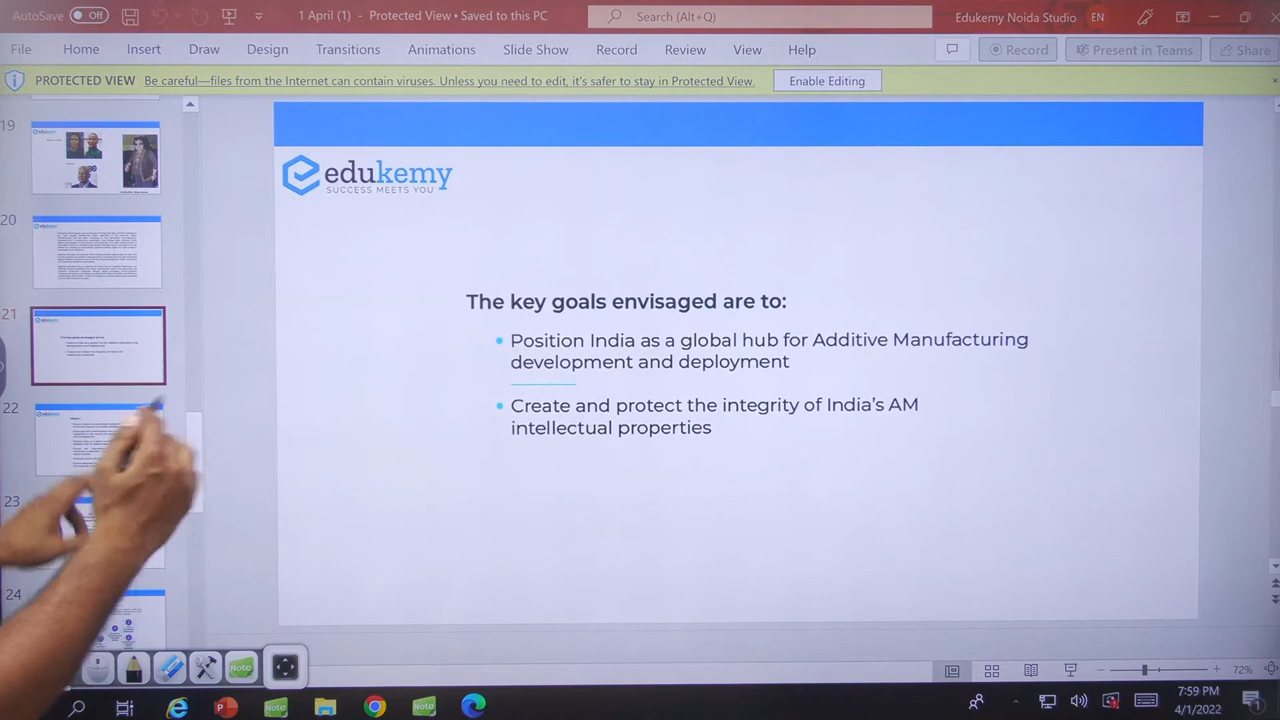 AutoSave Off 1 April (1) - Protected View • Saved to this PC Search (Alt+Q) Edukemy Noida Studio EN
File Home Insert Draw Design Transitions Animations Slide Show Record Review View Help Record Present in Teams Share
PROTECTED VIEW Be careful—files from the Internet can contain viruses. Unless you need to edit, it's safer to stay in Protected View. Enable Editing
19
20
21
22
23
24
edukemy
SUCCESS MEETS YOU
The key goals envisaged are to:
• Position India as a global hub for Additive Manufacturing
development and deployment
• Create and protect the integrity of India's AM
intellectual properties
Note
72%
Note
Note
7:59 PM
4/1/2022
1